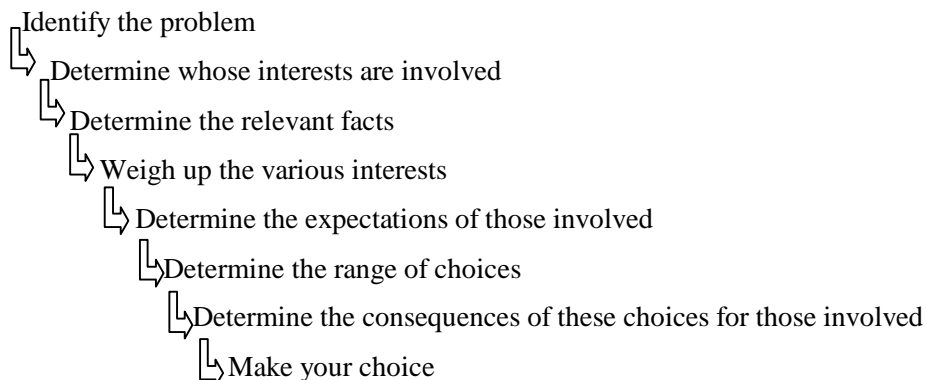 Identify the problem
Determine whose interests are involved
Determine the relevant facts
Weigh up the various interests
Determine the expectations of those involved
Determine the range of choices
Determine the consequences of these choices for those involved
Make your choice